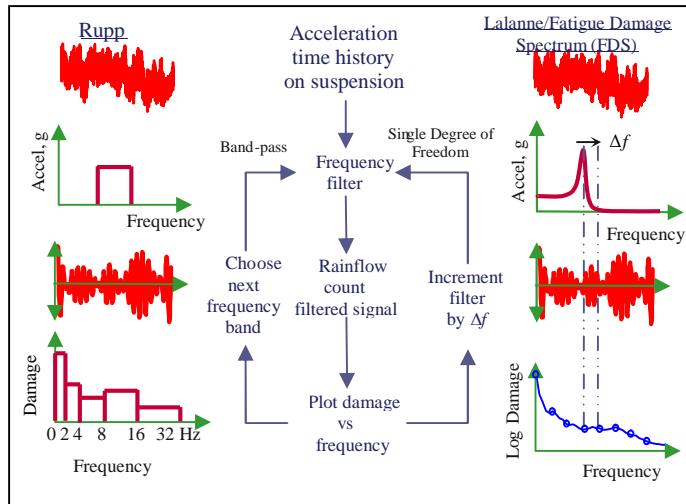 Rupp
Accel, g
Frequency
Damage
0 2 4 8 16 32 Hz
Frequency
Acceleration
time history
on suspension
Band-pass
Single Degree of
Freedom
Frequency
filter
Choose
next
frequency
band
Rainflow
count
filtered signal
Increment
filter
by Δf
Plot damage
vs
frequency
Lalanne/Fatigue Damage
Spectrum (FDS)
Δf
Accel, g
Frequency
Log Damage
Frequency